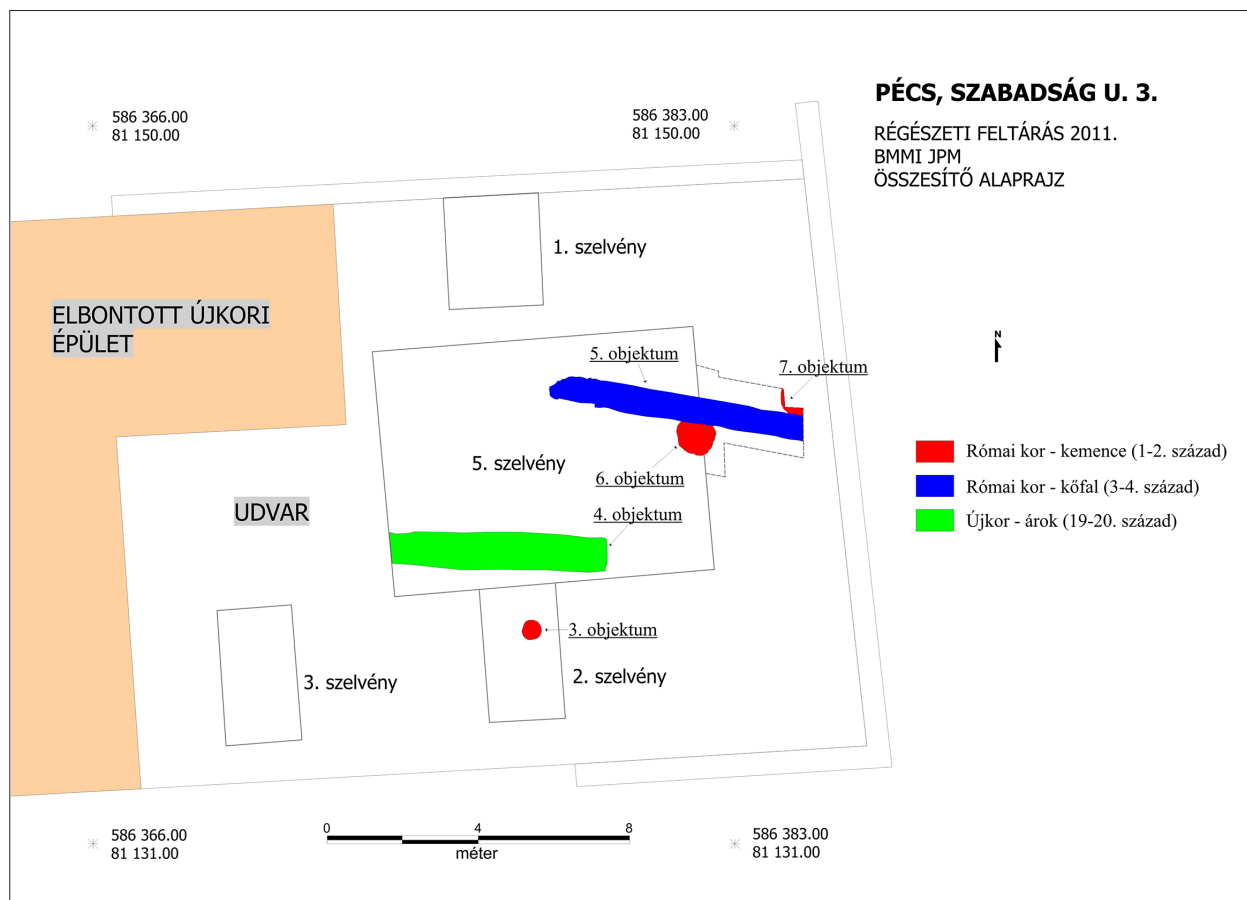 PÉCS, SZABADSÁG U. 3.
RÉGÉSZETI FELTÁRÁS 2011.
BMMI JPM
ÖSSZESÍTŐ ALAPRAJZ
586 366.00
81 150.00
586 383.00
81 150.00
1. szelvény
ELBONTOTT ÚJKORI
ÉPÜLET
5. objektum
7. objektum
N
5. szelvény
6. objektum
UDVAR
4. objektum
3. objektum
3. szelvény
2. szelvény
Római kor - kemence (1-2. század)
Római kor - kőfal (3-4. század)
Újkor - árok (19-20. század)
586 366.00
81 131.00
0 4 8
méter
586 383.00
81 131.00